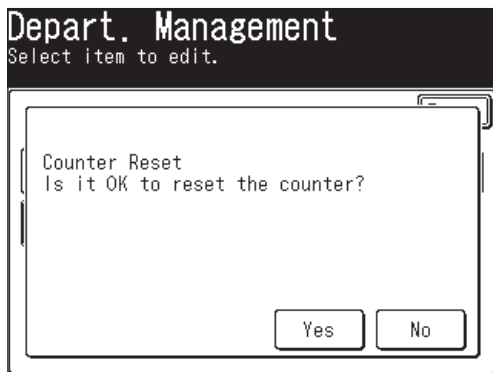 Depart. Management
Select item to edit.
Counter Reset
Is it OK to reset the counter?
Yes
No